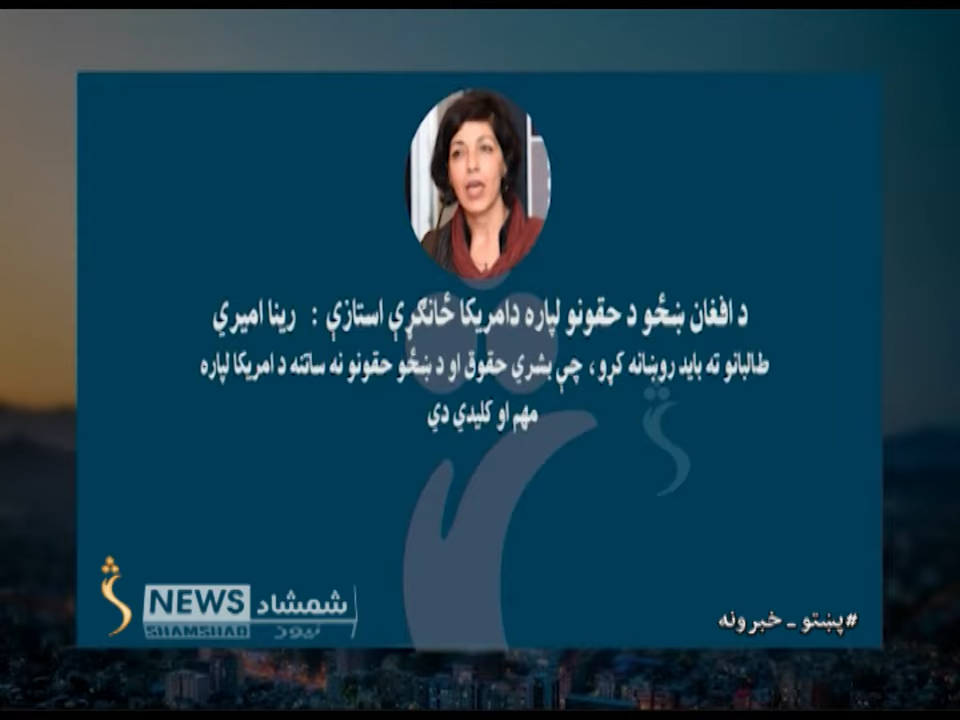 د افغان ښځو د حقونو لپاره دامریکا ځانګړې استازې : رینا امیري
طالبانو ته باید روښانه کړو ، چې بشري حقوق او د ښځو حقونو نه ساتنه د امریکا لپاره
مهم او کلیدي دي
NEWS شمشاد
SHAMSHAD نیوز
#پښتو ـ خبرونه